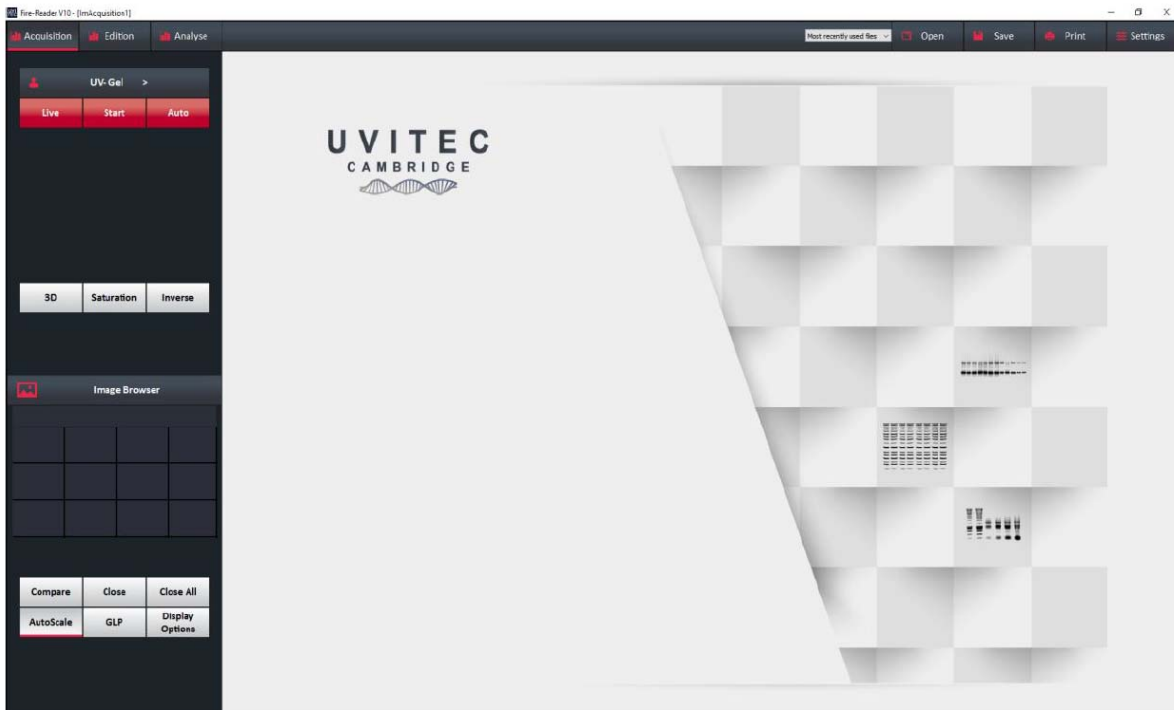 Fire-Reader V10 - [ImAcquisition1]
Acquisition Edition Analyse Most recently used files Open Save Print Settings
UV-Gel >
Live Start Auto
UVITEC
CAMBRIDGE
3D Saturation Inverse
Image Browser
Compare Close Close All
AutoScale GLP Display Options